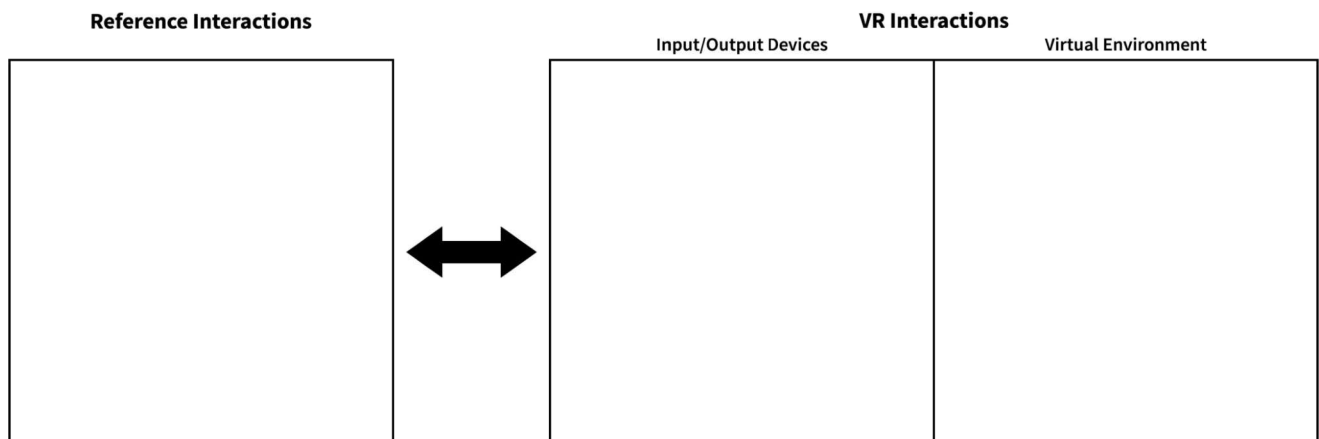 Reference Interactions
VR Interactions
Input/Output Devices
Virtual Environment